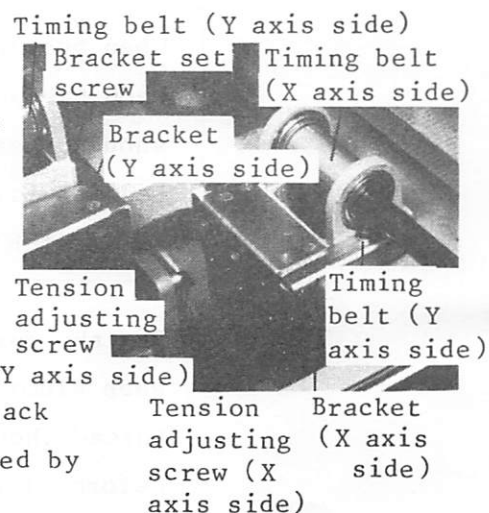 Timing belt (Y axis side)
Bracket set
screw
Timing belt
(X axis side)
Bracket
(Y axis side)
Tension
adjusting
screw
Y axis side)
Timing
belt (Y
axis side)
ack
ed by
Tension
adjusting
screw (X
axis side)
Bracket
(X axis
side)